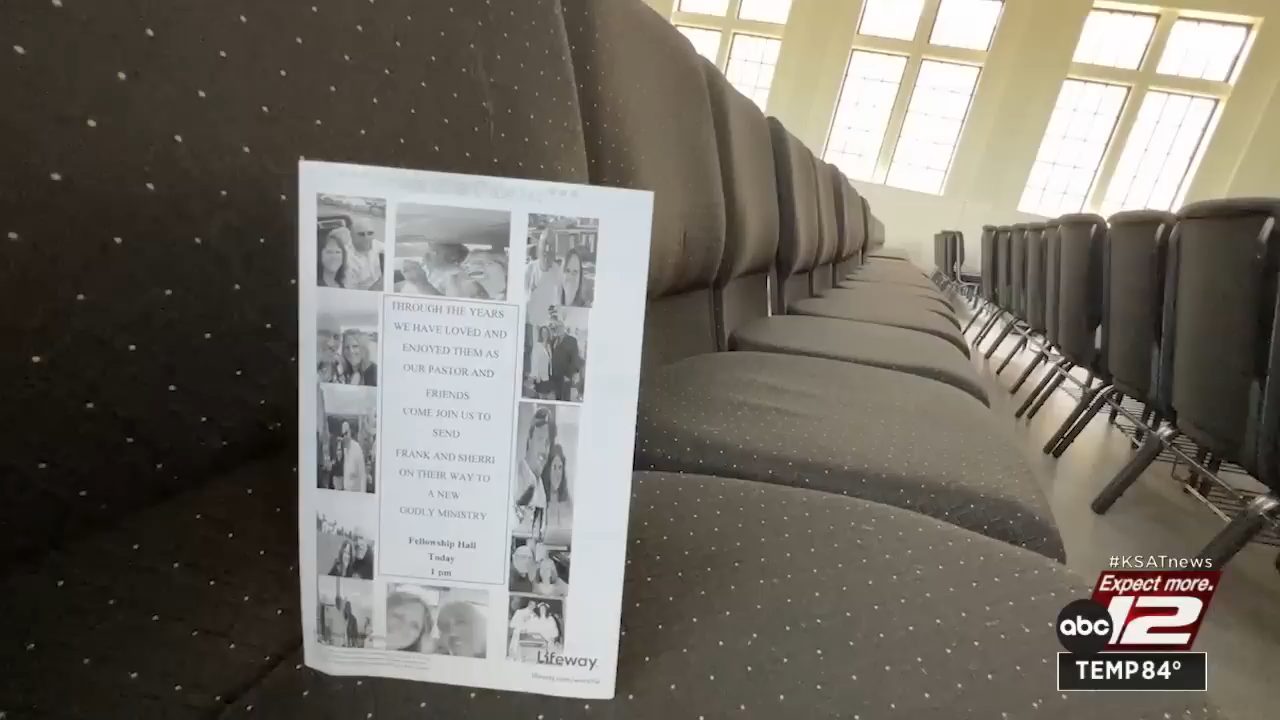 THROUGH THE YEARS
WE HAVE LOVED AND
ENJOYED THEM AS
OUR PASTOR AND
FRIENDS
COME JOIN US TO
SEND
FRANK AND SHERRI
ON THEIR WAY TO
A NEW
GODLY MINISTRY
Fellowship Hall
Today
1 pm
Lifeway
#KSATnews
Expect more.
abc 12
TEMP 84°